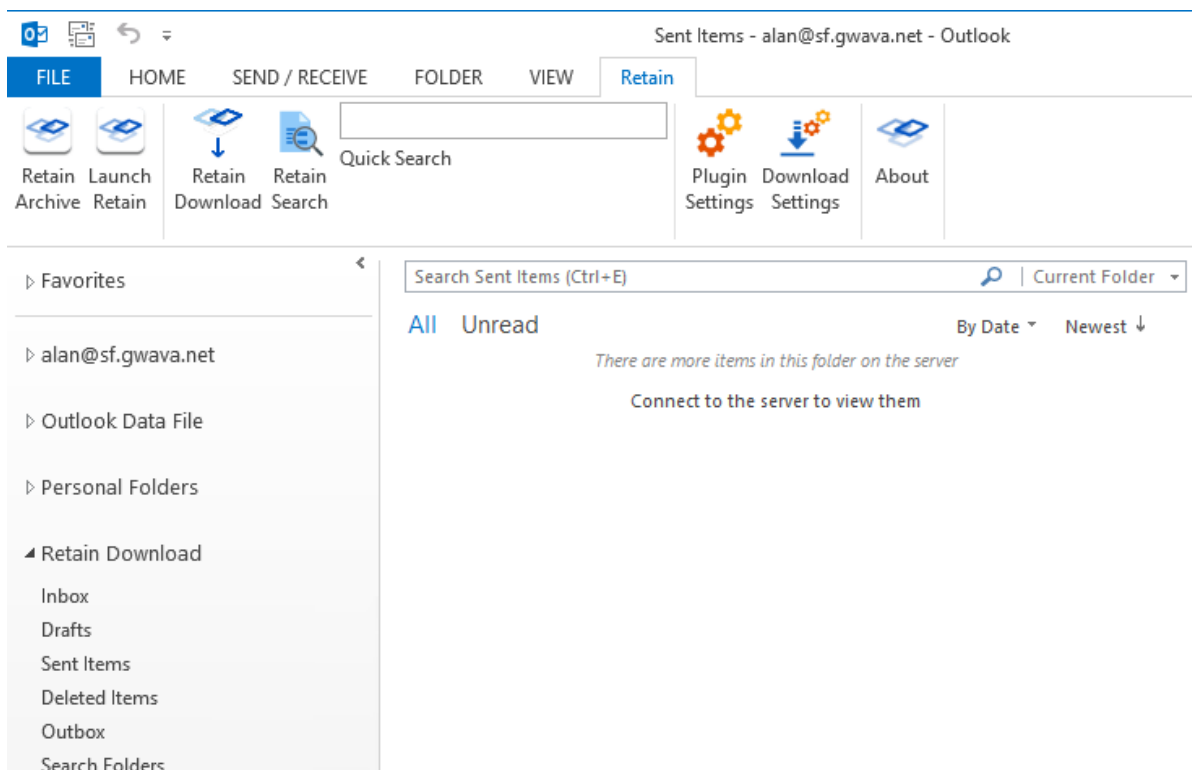 Sent Items - alan@sf.gwava.net - Outlook
FILE HOME SEND / RECEIVE FOLDER VIEW Retain
Retain Archive
Launch Retain
Retain Download
Retain Search
Quick Search
Plugin Settings
Download Settings
About
Favorites
alan@sf.gwava.net
Outlook Data File
Personal Folders
Retain Download
Inbox
Drafts
Sent Items
Deleted Items
Outbox
Search Folders
Search Sent Items (Ctrl+E) Current Folder
All Unread By Date Newest
There are more items in this folder on the server
Connect to the server to view them